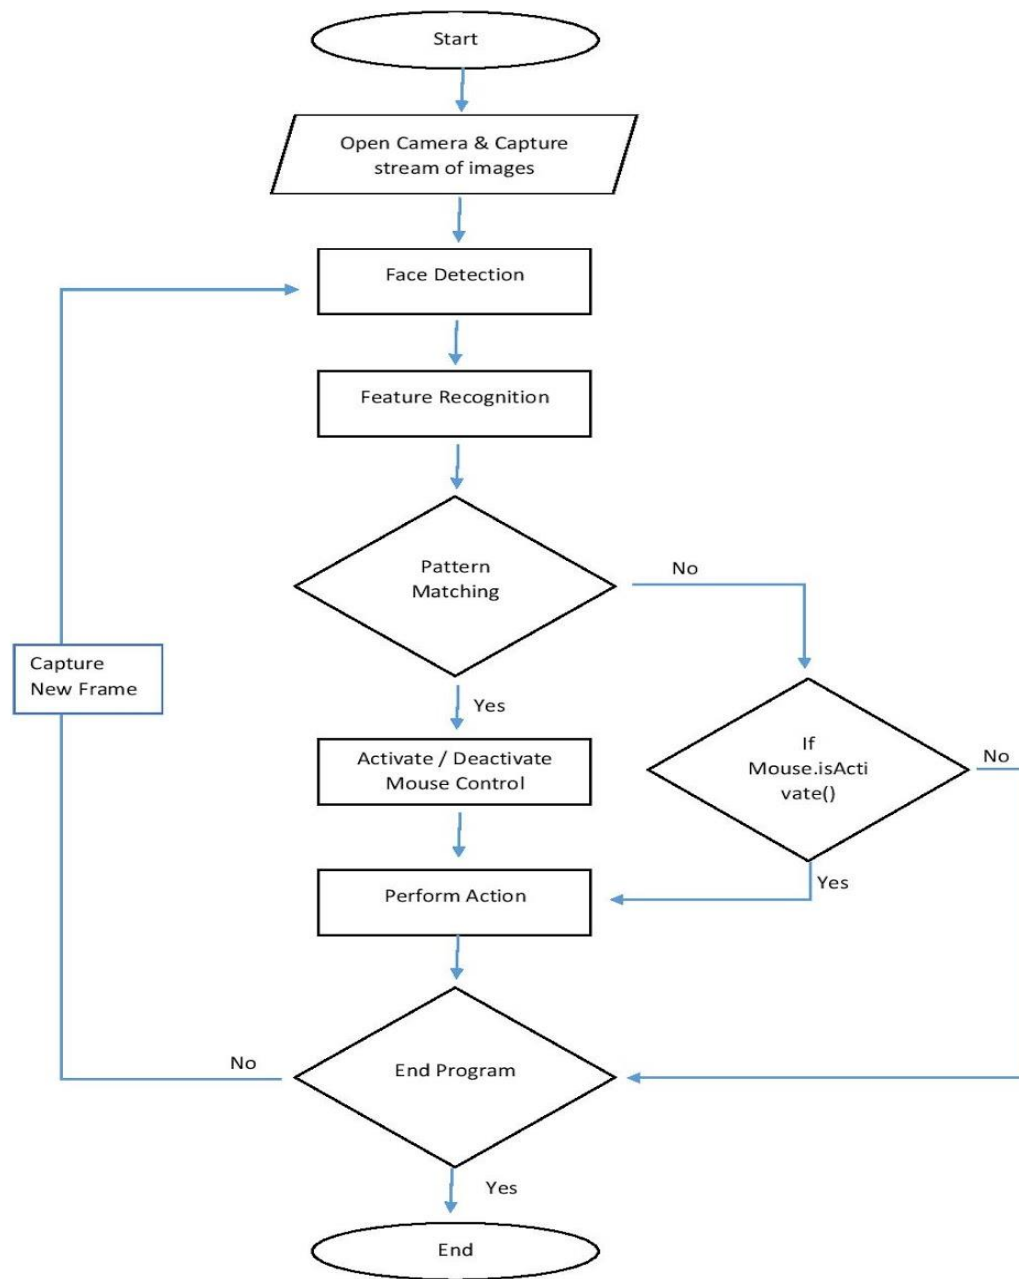 Start
Open Camera & Capture
stream of images
Face Detection
Feature Recognition
Pattern
Matching
No
Capture
New Frame
Yes
If
Mouse.isActi
vate()
No
Activate / Deactivate
Mouse Control
Yes
Perform Action
No
End Program
Yes
End